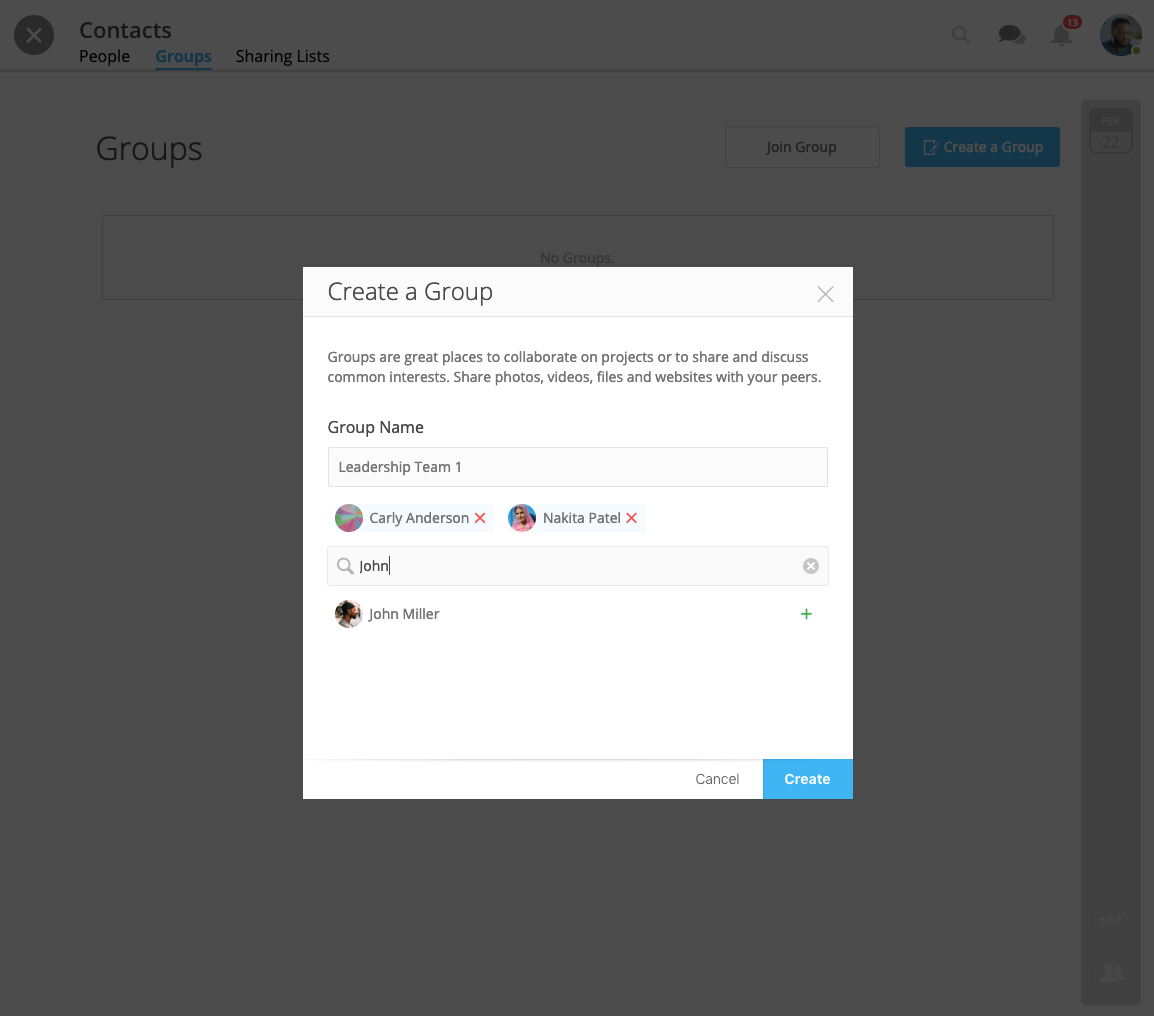 Contacts
People Groups Sharing Lists
13
Groups
Join Group
Create a Group
FEB
22
No Groups.
Create a Group
Groups are great places to collaborate on projects or to share and discuss
common interests. Share photos, videos, files and websites with your peers.
Group Name
Leadership Team 1
Carly Anderson Nakita Patel
John
John Miller
Cancel Create